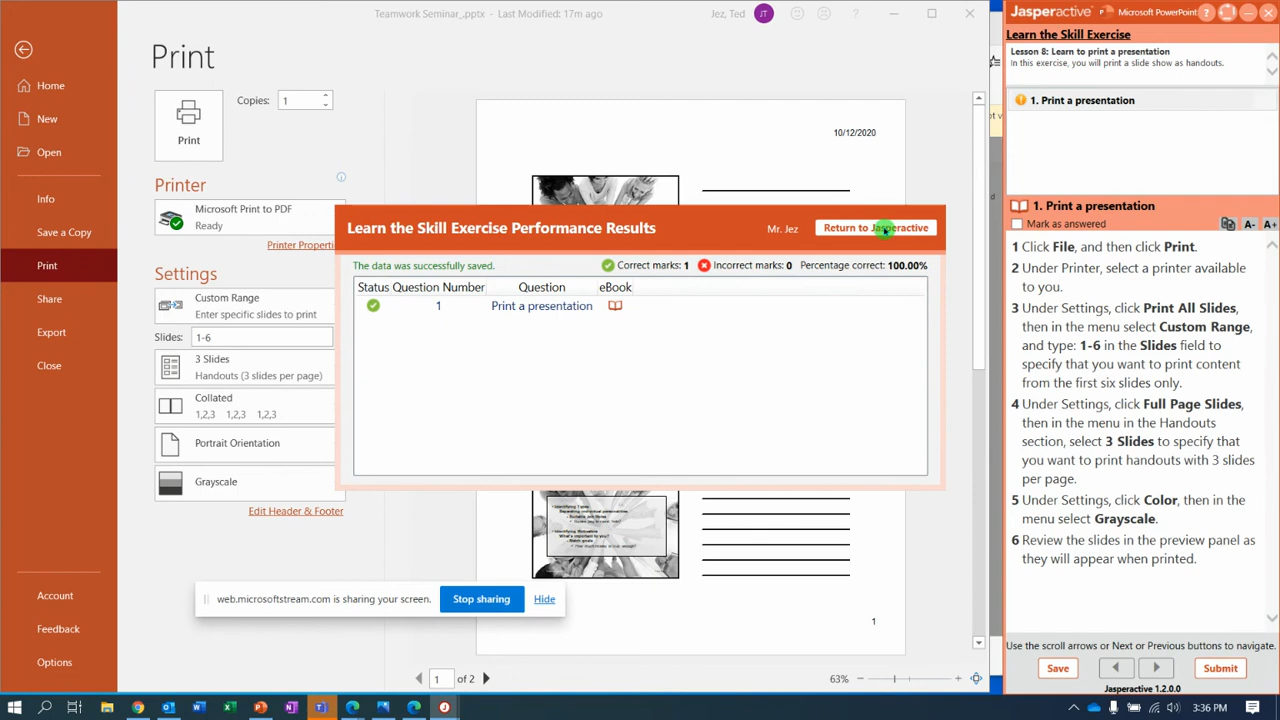 Teamwork Seminar_.pptx - Last Modified: 17m ago
Jez, Ted
JT
?
Home
New
Open
Info
Save a Copy
Print
Share
Export
Close
Account
Feedback
Options
Print
Print
Copies: 1
Printer
Microsoft Print to PDF
Ready
Printer Properti
Settings
Custom Range
Enter specific slides to print
Slides: 1-6
3 Slides
Handouts (3 slides per page)
Collated
1,2,3 1,2,3 1,2,3
Portrait Orientation
Grayscale
Edit Header & Footer
10/12/2020
Learn the Skill Exercise Performance Results
Mr. Jez
Return to Jasperactive
The data was successfully saved.
Correct marks: 1
Incorrect marks: 0
Percentage correct: 100.00%
Status Question Number Question eBook
1 Print a presentation
1
web.microsoftstream.com is sharing your screen.
Stop sharing
Hide
1 of 2
63%
Jasperactive
Microsoft PowerPoint
Learn the Skill Exercise
Lesson 8: Learn to print a presentation
In this exercise, you will print a slide show as handouts.
1. Print a presentation
1. Print a presentation
Mark as answered
A- A+
1 Click File, and then click Print.
2 Under Printer, select a printer available
to you.
3 Under Settings, click Print All Slides,
then in the menu select Custom Range,
and type: 1-6 in the Slides field to
specify that you want to print content
from the first six slides only.
4 Under Settings, click Full Page Slides,
then in the menu in the Handouts
section, select 3 Slides to specify that
you want to print handouts with 3 slides
per page.
5 Under Settings, click Color, then in the
menu select Grayscale.
6 Review the slides in the preview panel as
they will appear when printed.
Use the scroll arrows or Next or Previous buttons to navigate.
Save
Submit
Jasperactive 1.2.0.0
3:36 PM